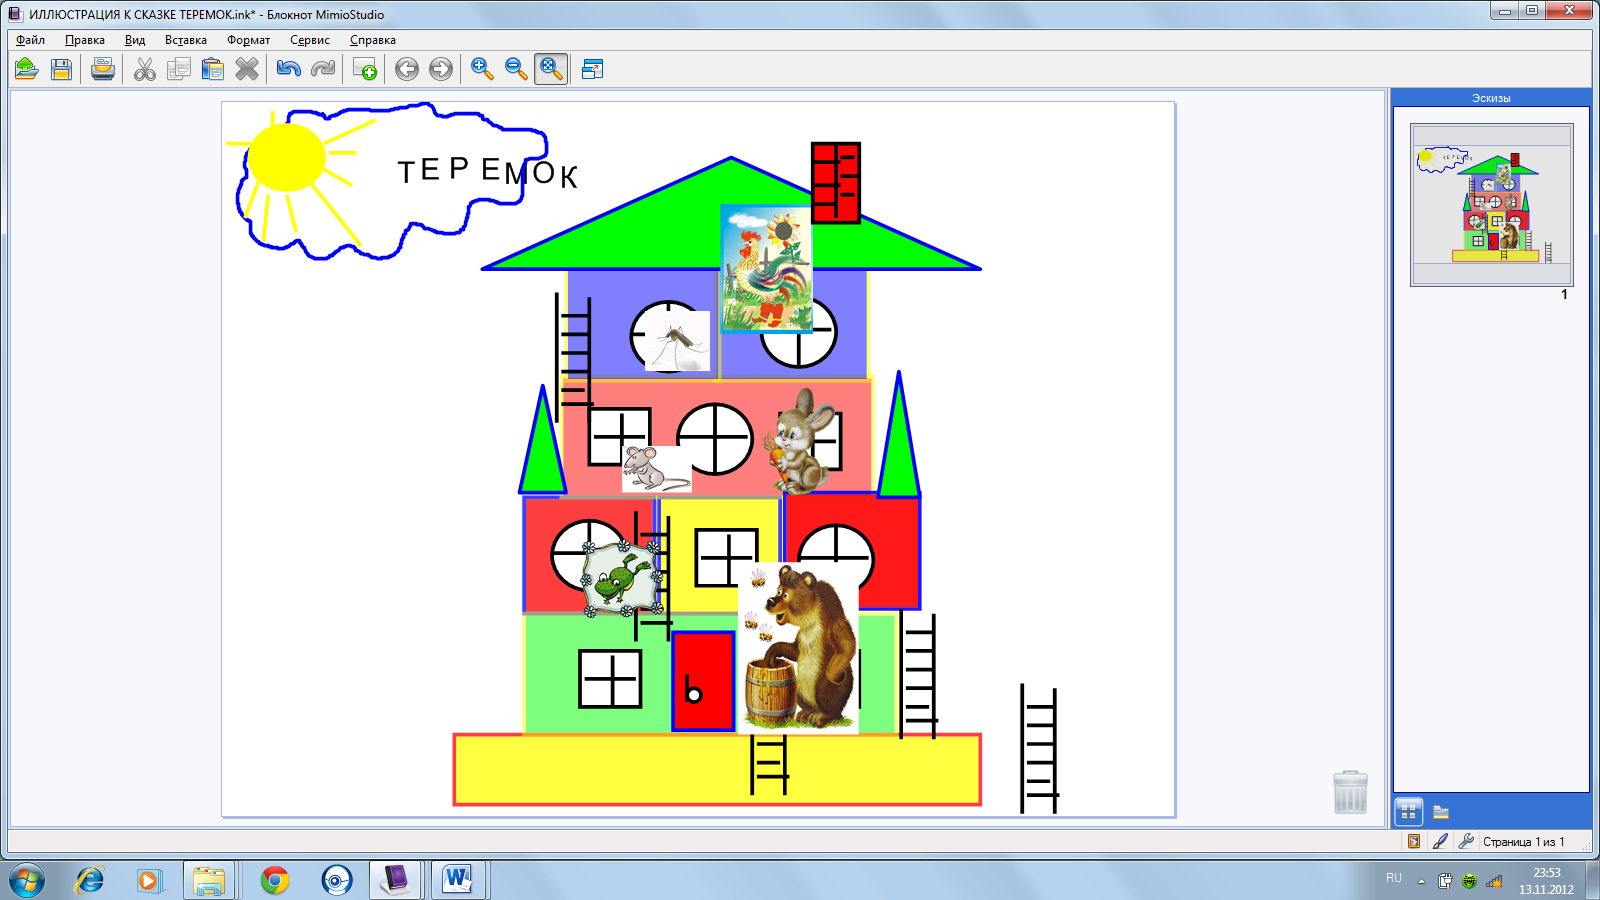 ИЛЛЮСТРАЦИЯ К СКАЗКЕ ТЕРЕМОК.ink* - Блокнот MimioStudio
Файл Правка Вид Вставка Формат Сервис Справка
Эскизы
ТЕРЕМОК
1
Страница 1 из 1
RU
23:53
13.11.2012